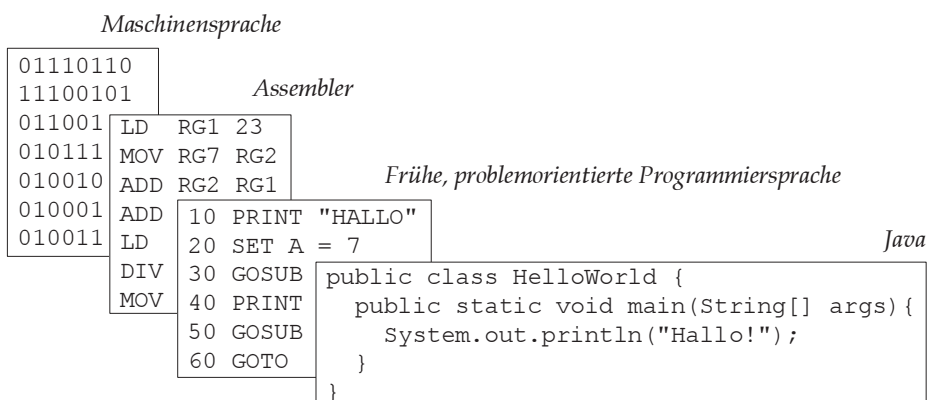 Maschinensprache
01110110
11100101
011001
010111
010010
010001
010011
Assembler
LD RG1 23
MOV RG7 RG2
ADD RG2 RG1
ADD
LD
DIV
MOV
Frühe, problemorientierte Programmiersprache
10 PRINT "HALLO"
20 SET A = 7
30 GOSUB
40 PRINT
50 GOSUB
60 GOTO
Java
public class HelloWorld {
  public static void main(String[] args){
    System.out.println("Hallo!");
  }
}